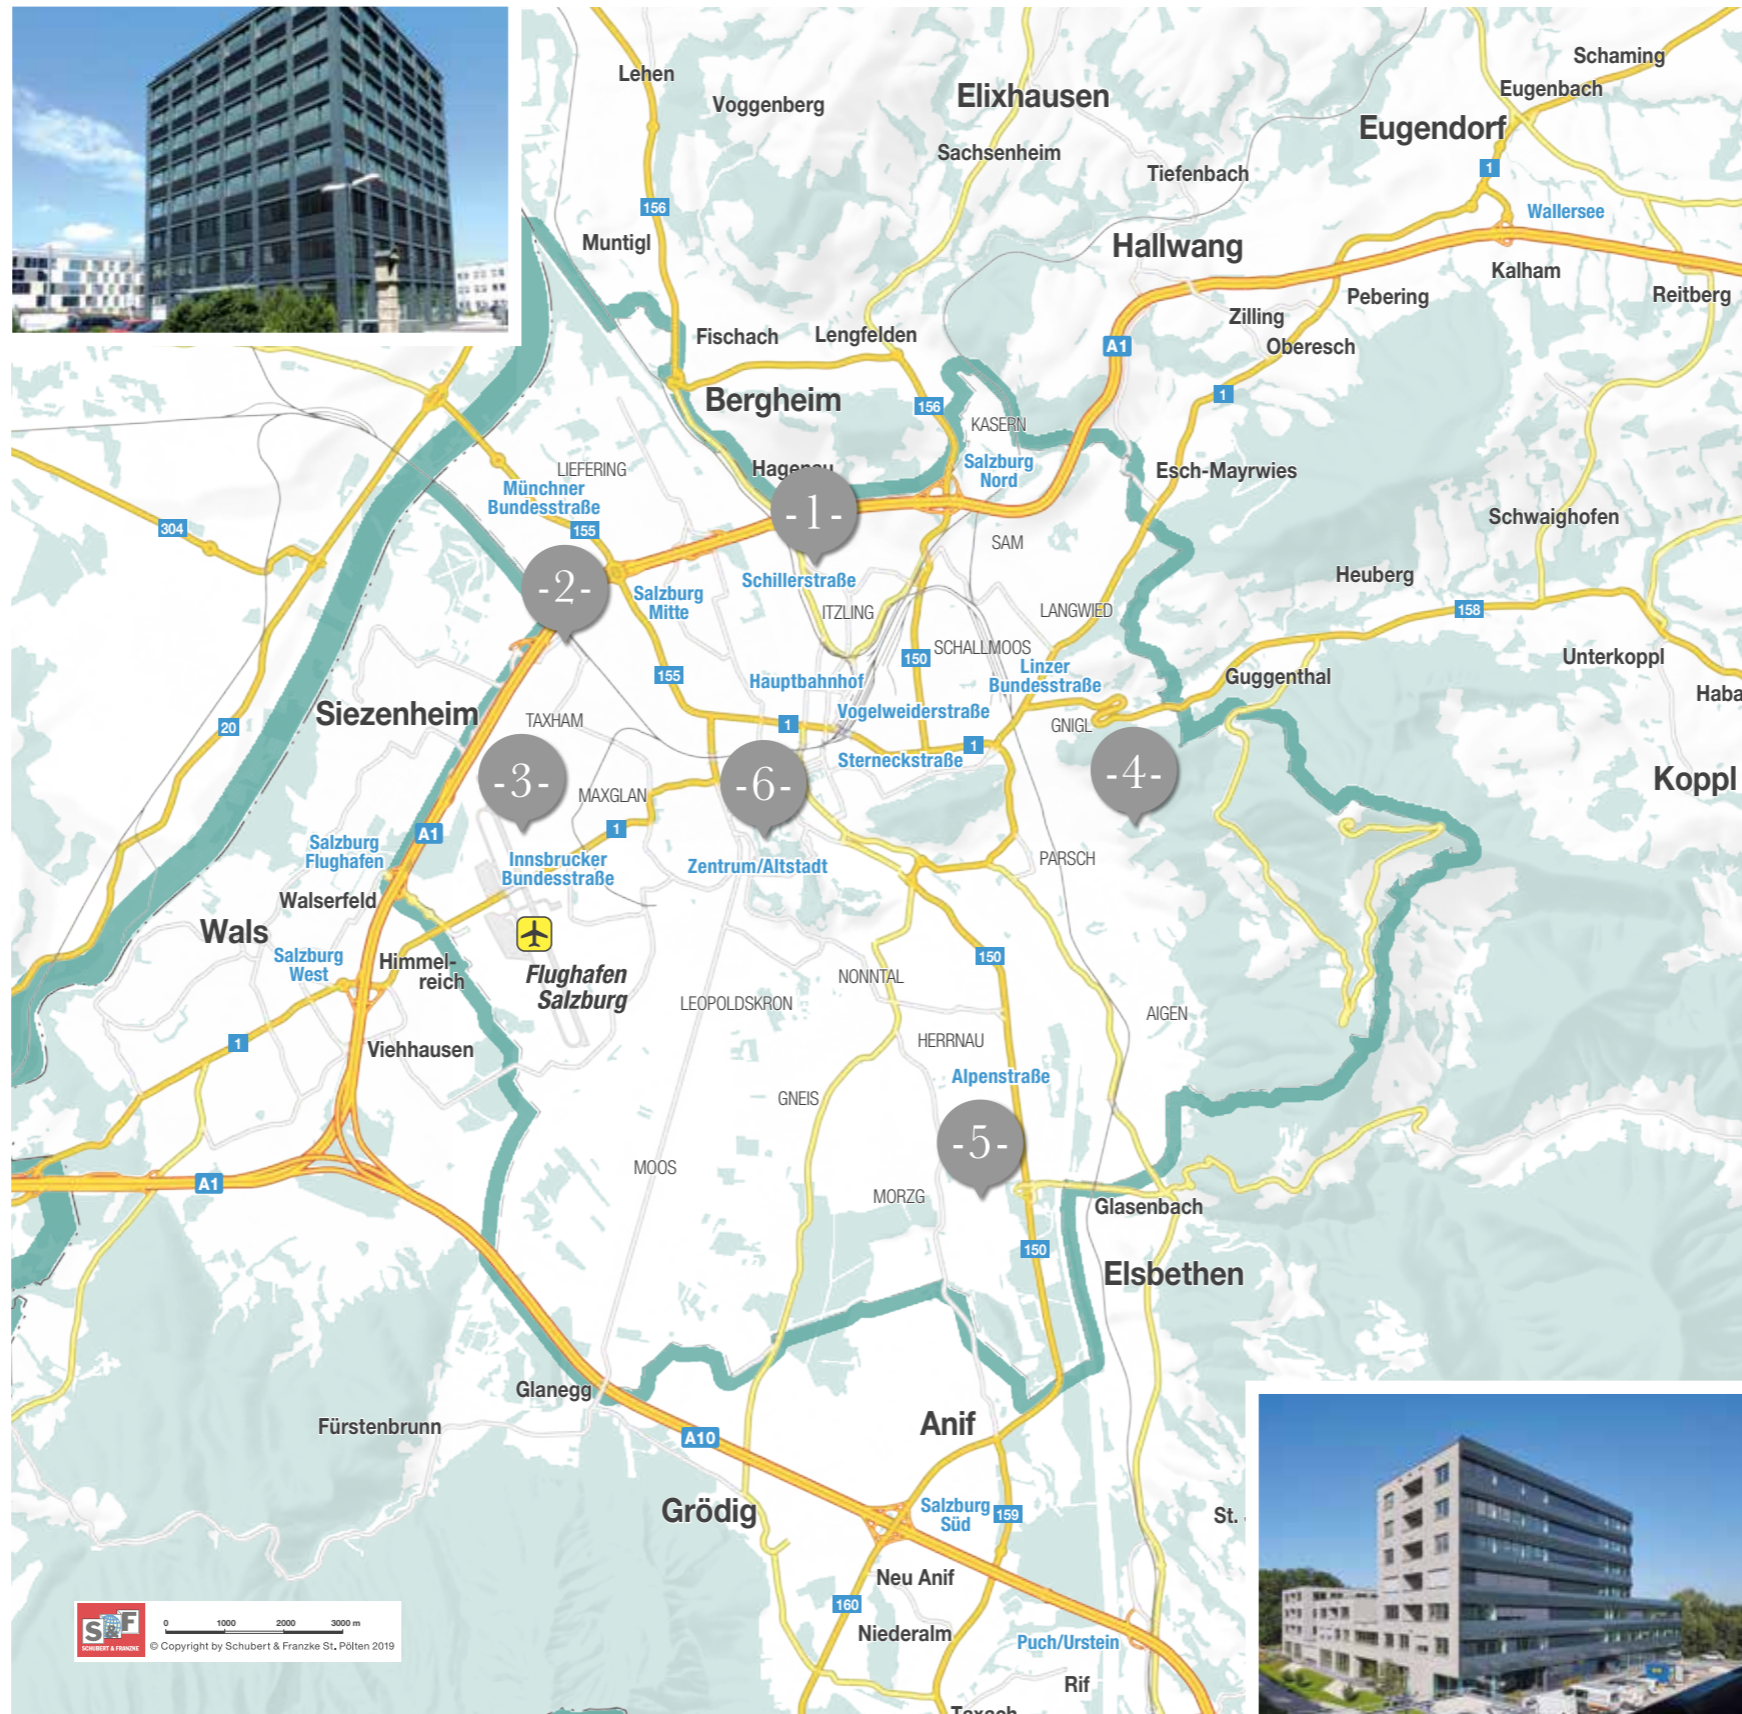 Lehen
Voggenberg
Elixhausen
Sachsenheim
Tiefenbach
Schaming
Eugenbach
Eugendorf
1
Wallersee
156
Muntigl
Hallwang
Kalham
Pebering
Reitberg
Zilling
Oberesch
Fischach
Lengfelden
A1
Bergheim
156
1
KASERN
LIEFERING
Hagenau
Salzburg
Nord
Esch-Mayrwies
Münchner
Bundesstraße
155
304
-1-
Schwaighofen
SAM
-2-
Schillerstraße
Salzburg
Mitte
ITZLING
LANGWIED
Heuberg
158
SCHALLMOOS
150
Linzer
Bundesstraße
155
Hauptbahnhof
Guggenthal
Unterkoppl
Haba
Siezenheim
TAXHAM
20
1
Vogelweiderstraße
GNIGL
Sterneckstraße
1
-3-
-6-
-4-
Koppl
MAXGLAN
1
A1
Salzburg
Flughafen
Innsbrucker
Bundesstraße
Zentrum/Altstadt
PARSCH
Walserfeld
Wals
Salzburg
West
Himmel-
reich
Flughafen
Salzburg
150
NONNTAL
LEOPOLDSKRON
AIGEN
1
Viehhausen
HERRNAU
Alpenstraße
GNEIS
-5-
MOOS
A1
MORZG
Glasenbach
150
Elsbethen
Glanegg
Fürstenbrunn
A10
Anif
Grödig
Salzburg
Süd
159
St.
Neu Anif
160
Niederalm
Puch/Urstein
Rif
Taxach
S&F
SCHUBERT & FRANZKE
0 1000 2000 3000 m
© Copyright by Schubert & Franzke St. Pölten 2019